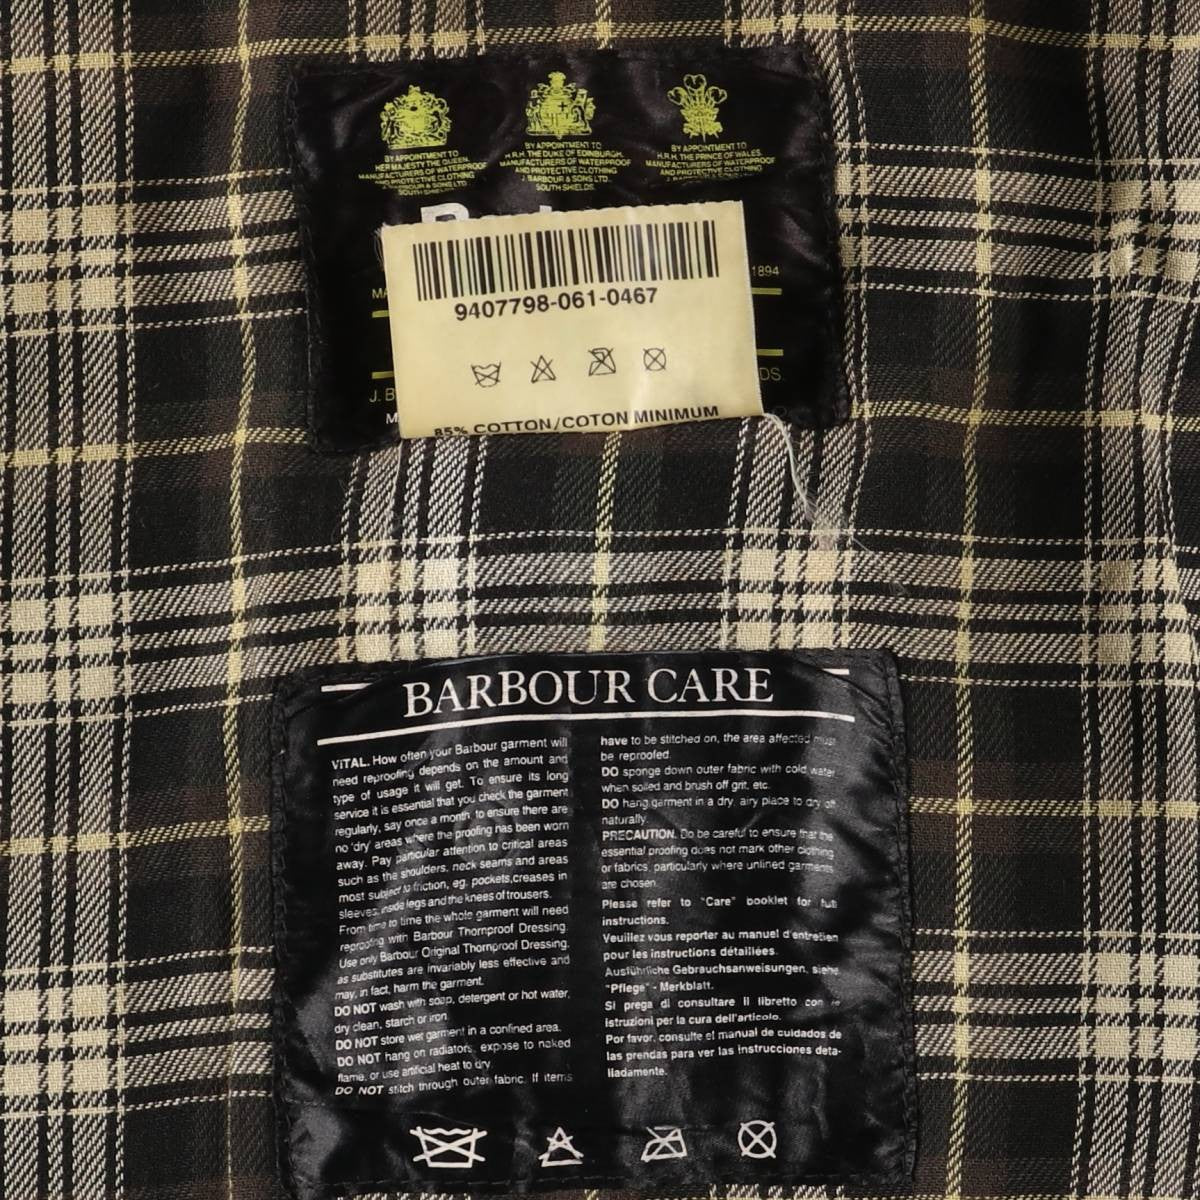 BY APPOINTMENT TO
HER MAJESTY THE QUEEN
MANUFACTURERS OF WATERPROOF
AND PROTECTIVE CLOTHING
J. BARBOUR & SONS LTD.
SOUTH SHIELDS
BY APPOINTMENT TO
H.R.H. THE DUKE OF EDINBURGH
MANUFACTURERS OF WATERPROOF
AND PROTECTIVE CLOTHING
J. BARBOUR & SONS LTD.
SOUTH SHIELDS.
BY APPOINTMENT TO
H.R.H. THE PRINCE OF WALES
MANUFACTURERS OF WATERPROOF
AND PROTECTIVE CLOTHING
1894
9407798-061-0467
DS.
J. B
85% COTTON/COTON MINIMUM
BARBOUR CARE
VITAL. How often your Barbour garment will
need reproofing depends on the amount and
type of usage it will get. To ensure its long
service it is essential that you check the garment
regularly, say once a month, to ensure there are
no 'dry' areas where the proofing has been worn
away. Pay particular attention to critical areas
such as the shoulders, neck seams and areas
most subject to friction, eg. pockets,creases in
sleeves, inside legs and the knees of trousers.
From time to time the whole garment will need
reproofing with Barbour Thornproof Dressing.
Use only Barbour Original Thornproof Dressing,
as substitutes are invariably less effective and
may, in fact, harm the garment.
DO NOT wash with soap, detergent or hot water,
dry clean, starch or iron.
DO NOT store wet garment in a confined area.
DO NOT hang on radiators, expose to naked
flame, or use artificial heat to dry.
DO NOT stitch through outer fabric. If items
have to be stitched on, the area affected must
be reproofed.
DO sponge down outer fabric with cold water
when soiled and brush off grit, etc.
DO hang garment in a dry, airy place to dry off
naturally.
PRECAUTION. Do be careful to ensure that the
essential proofing does not mark other clothing
or fabrics, particularly where unlined garments
are chosen.
Please refer to "Care" booklet for full
instructions.
Veuillez vous reporter au manuel d'entretien
pour les instructions détaillées.
Ausführliche Gebrauchsanweisungen, siehe
"Pflege" - Merkblatt.
Si prega di consultare il libretto con le
istruzioni per la cura dell'articolo.
Por favor, consulte el manual de cuidados de
las prendas para ver las instrucciones deta-
lladamente.